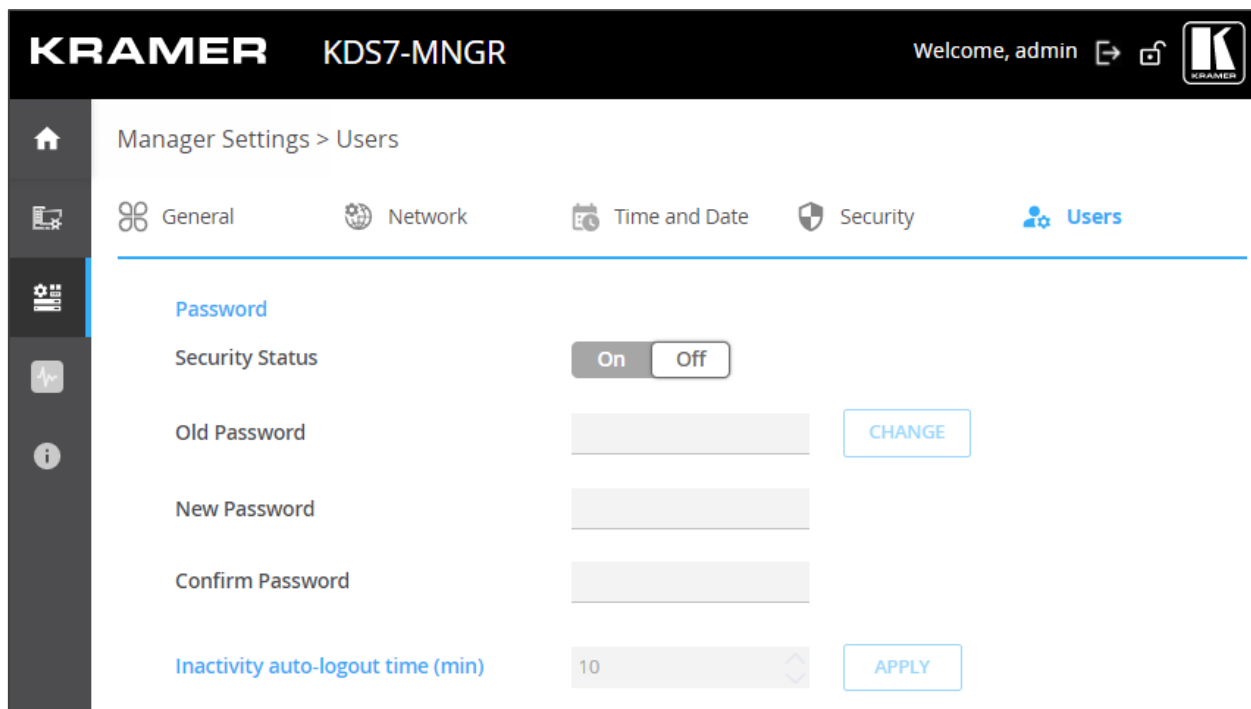 KRAMER KDS7-MNGR Welcome, admin K KRAMER
Manager Settings > Users
General Network Time and Date Security Users
Password
Security Status On Off
Old Password CHANGE
New Password
Confirm Password
Inactivity auto-logout time (min) 10 APPLY